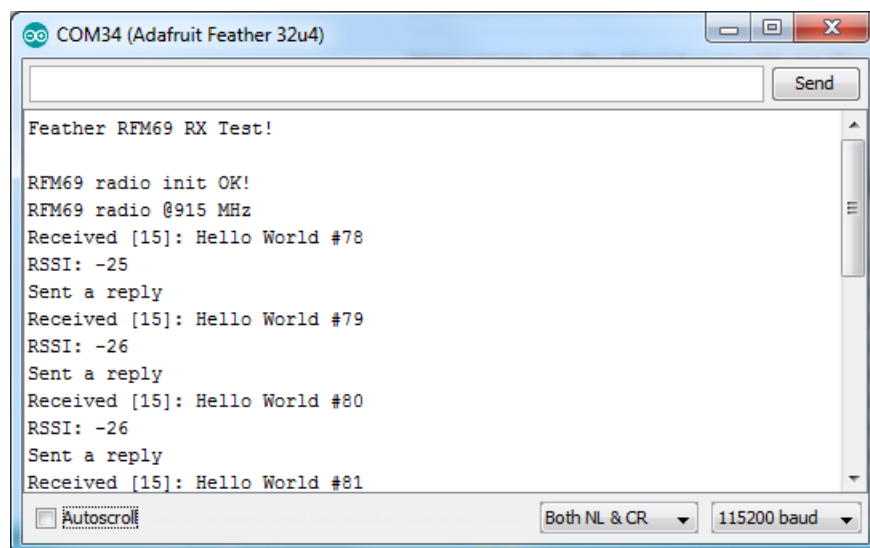 COM34 (Adafruit Feather 32u4)
Send
Feather RFM69 RX Test!
RFM69 radio init OK!
RFM69 radio @915 MHz
Received [15]: Hello World #78
RSSI: -25
Sent a reply
Received [15]: Hello World #79
RSSI: -26
Sent a reply
Received [15]: Hello World #80
RSSI: -26
Sent a reply
Received [15]: Hello World #81
Autoscroll Both NL & CR 115200 baud